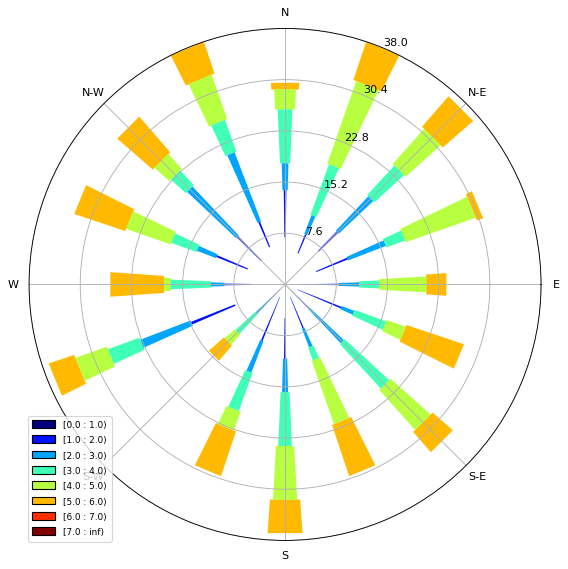 N
38.0
N-W
30.4
N-E
22.8
15.2
7.6
W
E
[0.0 : 1.0)
[1.0 : 2.0)
[2.0 : 3.0)
[3.0 : 4.0)
[4.0 : 5.0)
[5.0 : 6.0)
[6.0 : 7.0)
[7.0 : inf)
S-W
S-E
S